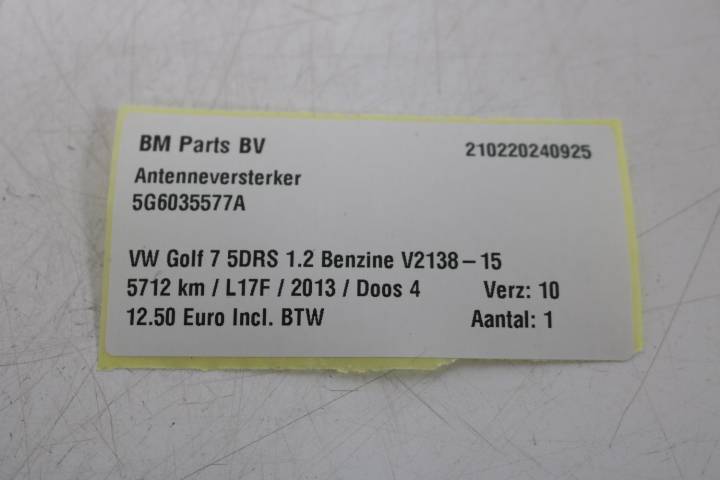 BM Parts BV 210220240925
Antenneversterker
5G6035577A
VW Golf 7 5DRS 1.2 Benzine V2138-15
5712 km / L17F / 2013 / Doos 4 Verz: 10
12.50 Euro Incl. BTW Aantal: 1